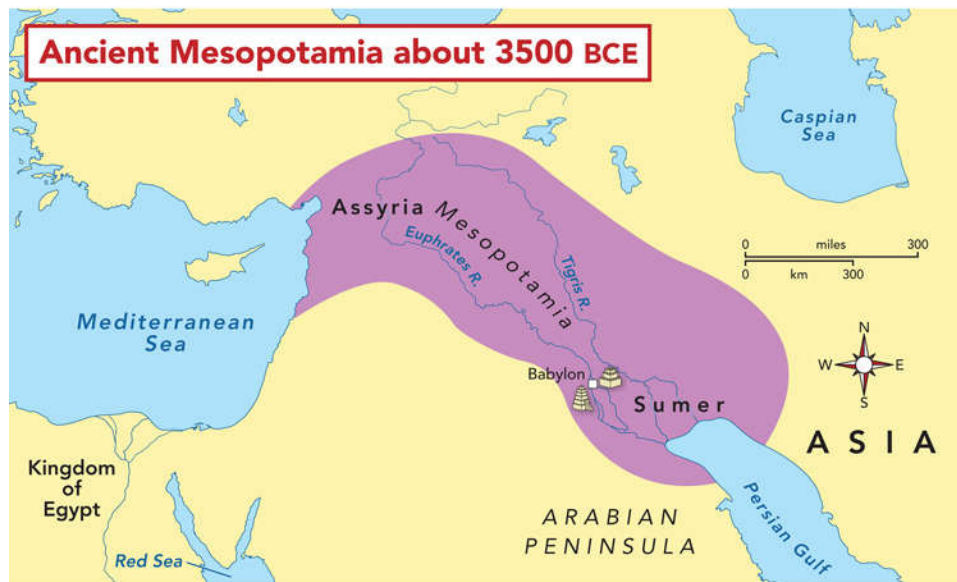 Ancient Mesopotamia about 3500 BCE
Caspian
Sea
Assyria
Mesopotamia
Euphrates R.
Tigris R.
0 miles 300
0 km 300
Mediterranean
Sea
N
W E
S
Babylon
Sumer
ASIA
Kingdom
of
Egypt
Persian Gulf
ARABIAN
PENINSULA
Red Sea